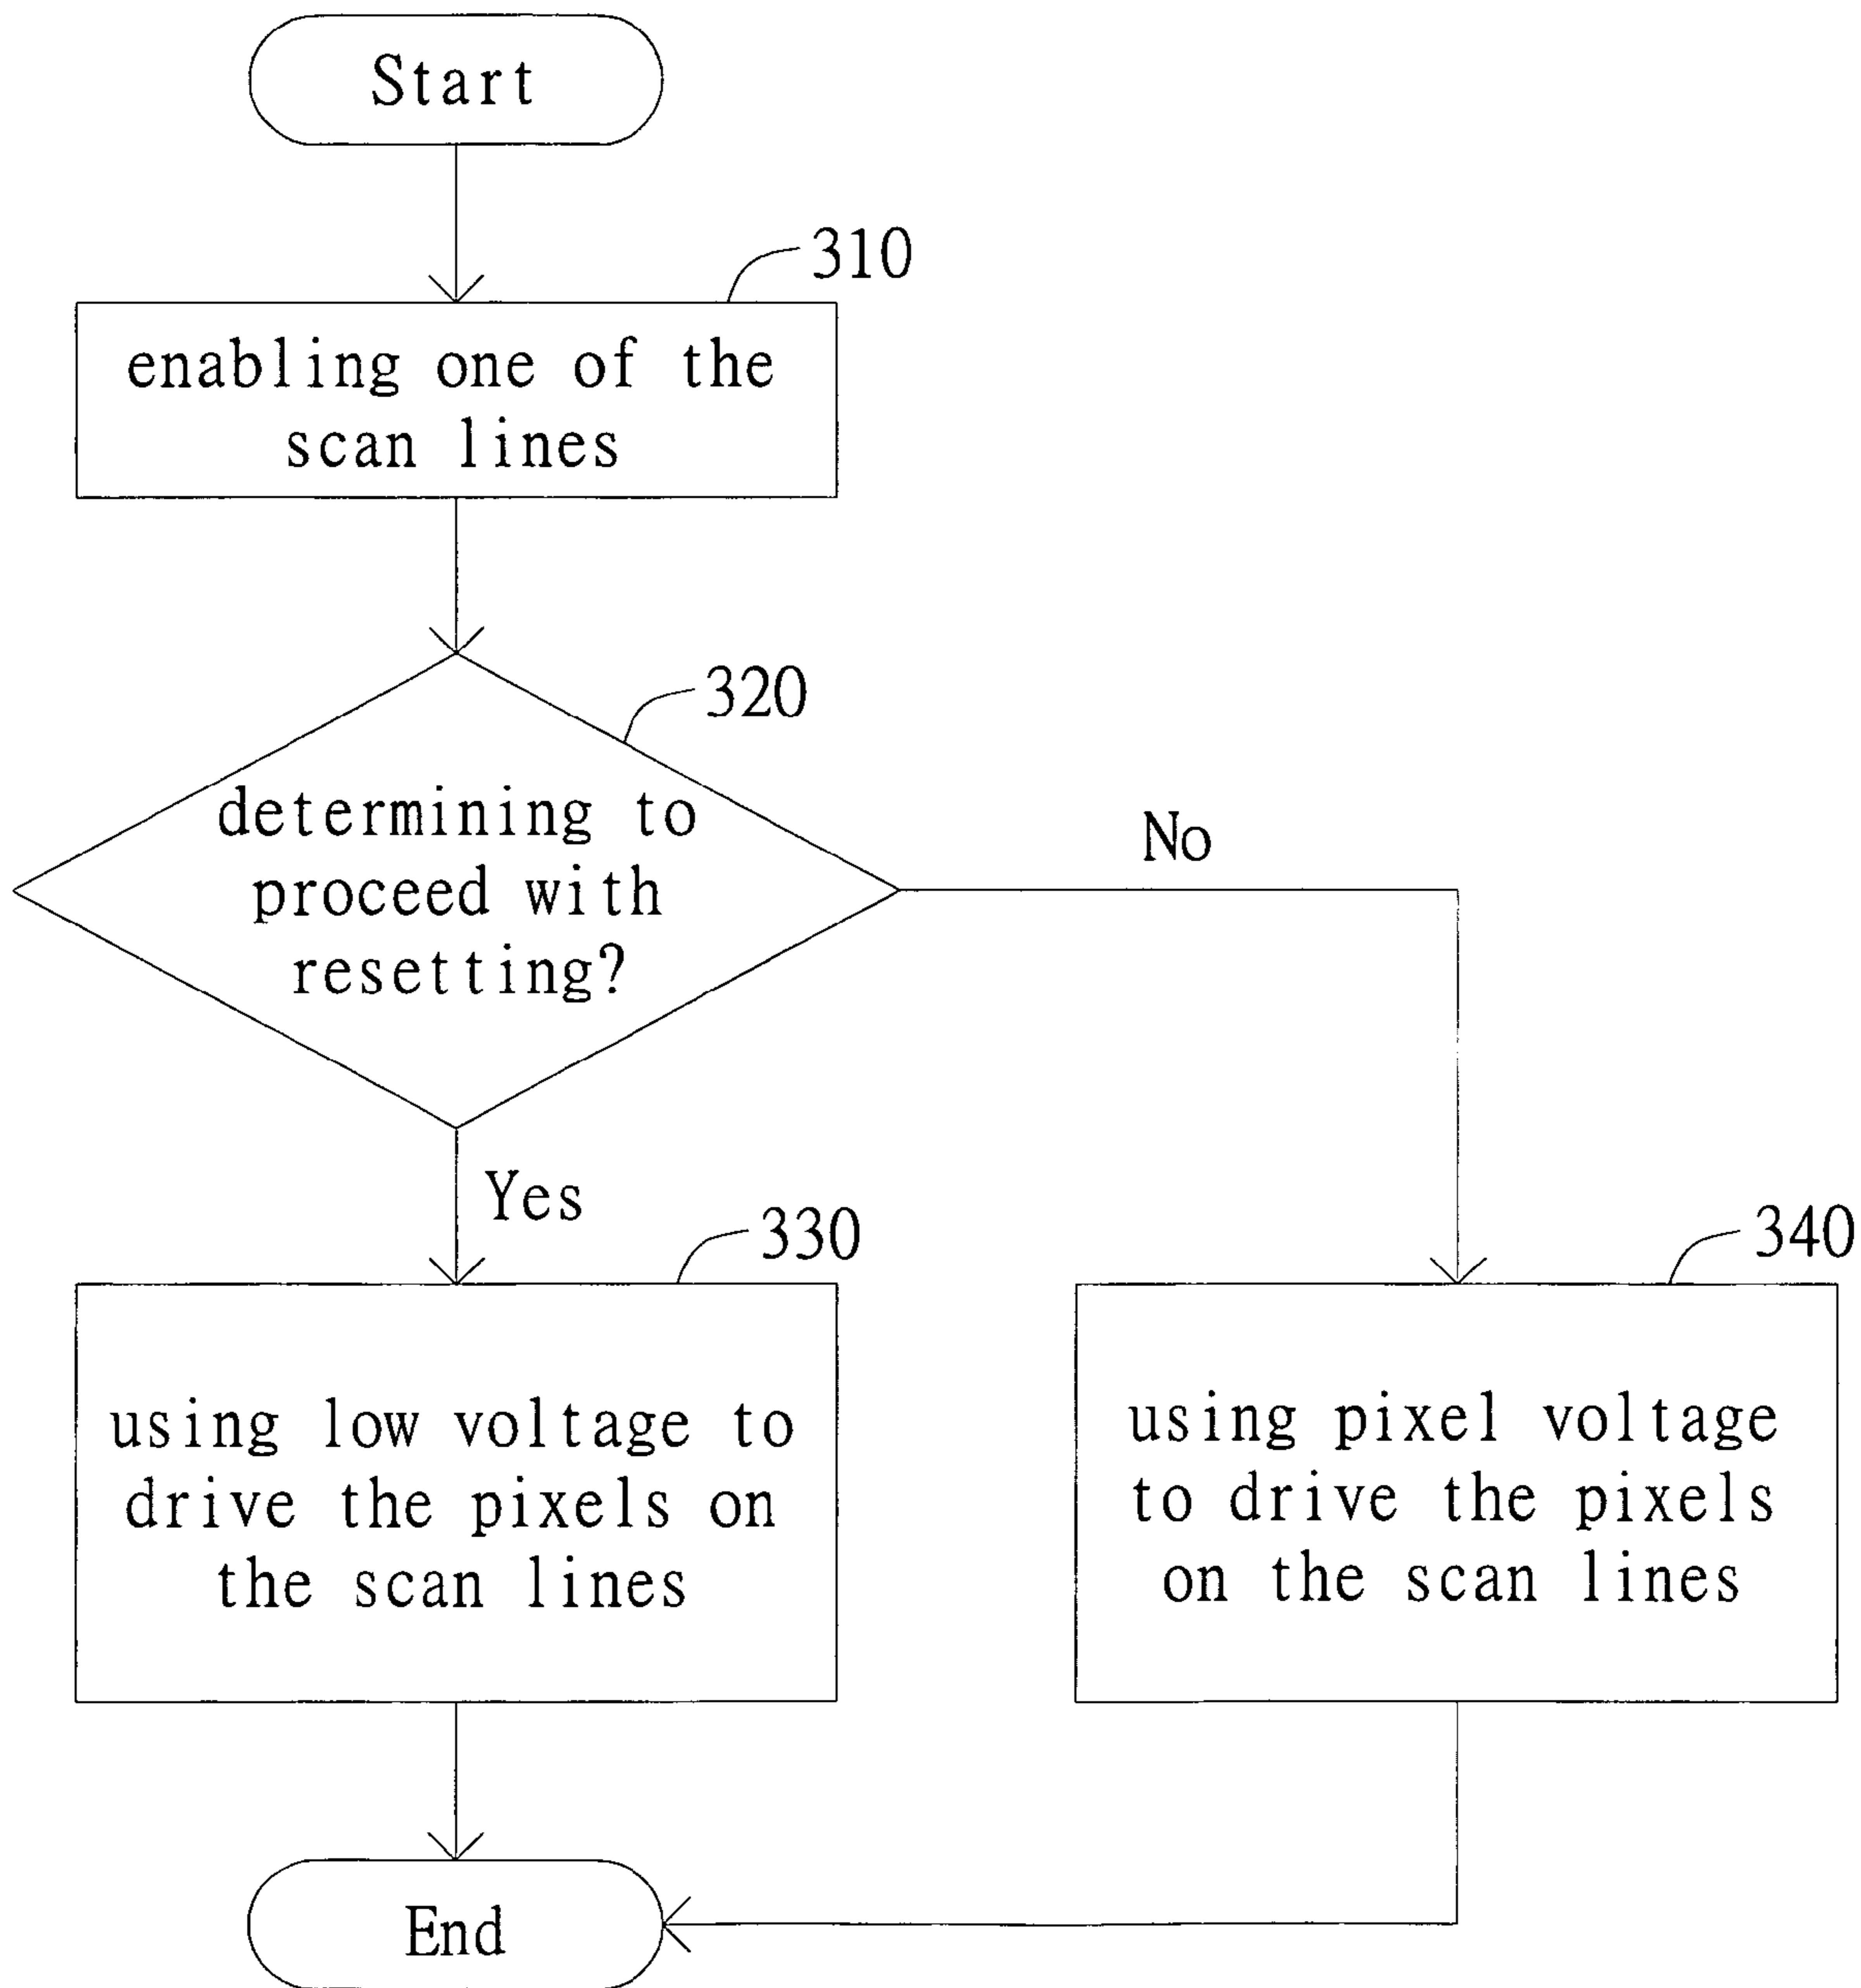 Start
310
enabling one of the
scan lines
320
determining to
proceed with
resetting?
No
Yes
330
using low voltage to
drive the pixels on
the scan lines
340
using pixel voltage
to drive the pixels
on the scan lines
End